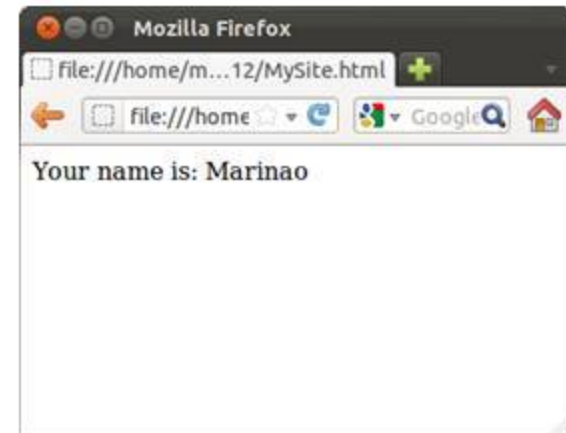 Mozilla Firefox
file:///home/m...12/MySite.html
file:///home
Google
Your name is: Marinao